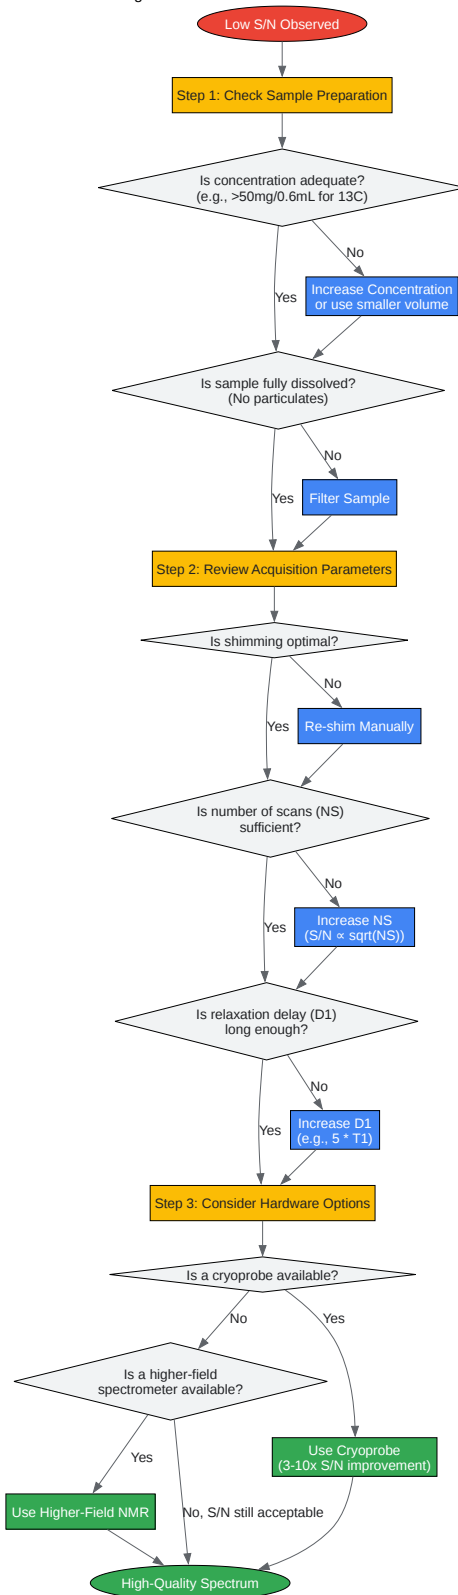 Low S/N Observed
Step 1: Check Sample Preparation
Is concentration adequate?
(e.g., >50mg/0.6mL for 13C)
No
Yes
Increase Concentration
or use smaller volume
Is sample fully dissolved?
(No particulates)
No
Yes
Filter Sample
Step 2: Review Acquisition Parameters
Is shimming optimal?
No
Yes
Re-shim Manually
Is number of scans (NS)
sufficient?
No
Yes
Increase NS
(S/N ∝ sqrt(NS))
Is relaxation delay (D1)
long enough?
No
Yes
Increase D1
(e.g., 5 * T1)
Step 3: Consider Hardware Options
Is a cryoprobe available?
No
Yes
Is a higher-field
spectrometer available?
Use Cryoprobe
(3-10x S/N improvement)
Yes
Use Higher-Field NMR
No, S/N still acceptable
High-Quality Spectrum